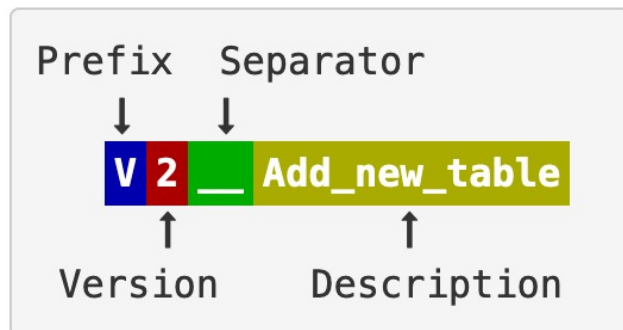 Prefix Separator
V2__Add_new_table
Version Description